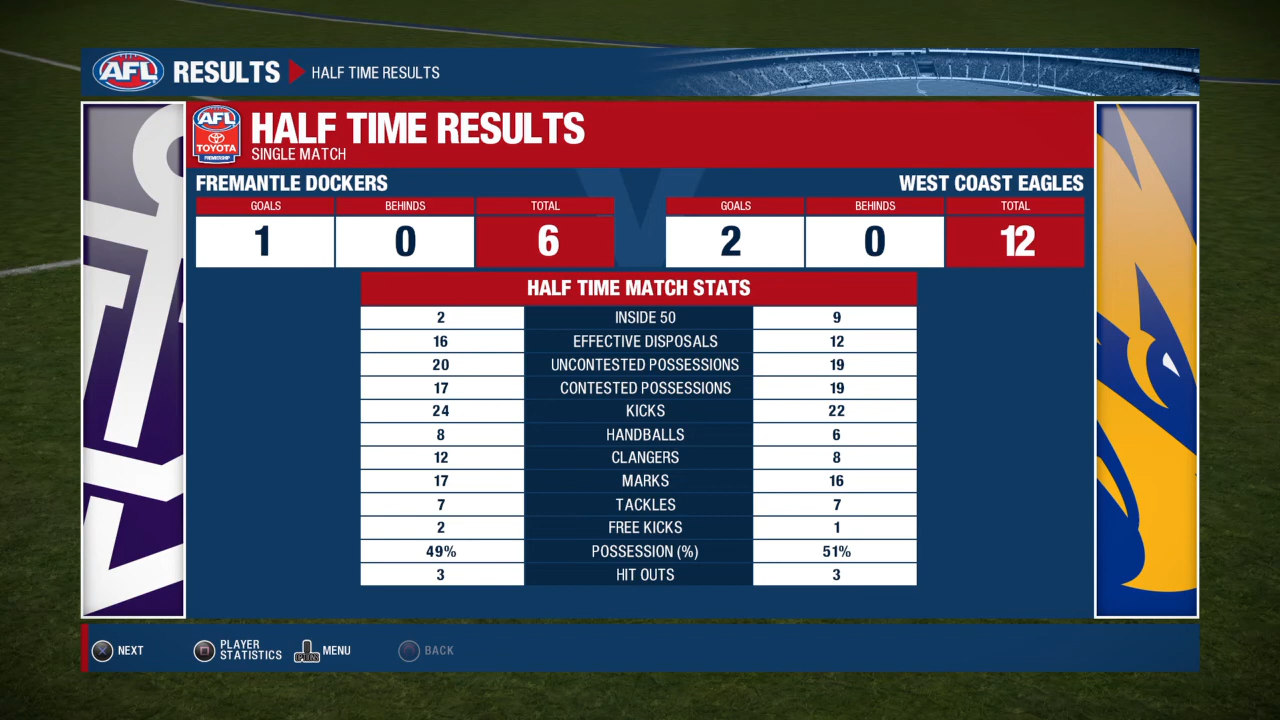 AFL RESULTS HALF TIME RESULTS
AFL
TOYOTA
PREMIERSHIP
HALF TIME RESULTS
SINGLE MATCH
FREMANTLE DOCKERS WEST COAST EAGLES
GOALS BEHINDS TOTAL GOALS BEHINDS TOTAL
1 0 6 2 0 12
HALF TIME MATCH STATS
2 INSIDE 50 9
16 EFFECTIVE DISPOSALS 12
20 UNCONTESTED POSSESSIONS 19
17 CONTESTED POSSESSIONS 19
24 KICKS 22
8 HANDBALLS 6
12 CLANGERS 8
17 MARKS 16
7 TACKLES 7
2 FREE KICKS 1
49% POSSESSION (%) 51%
3 HIT OUTS 3
NEXT PLAYER STATISTICS OPTIONS MENU BACK